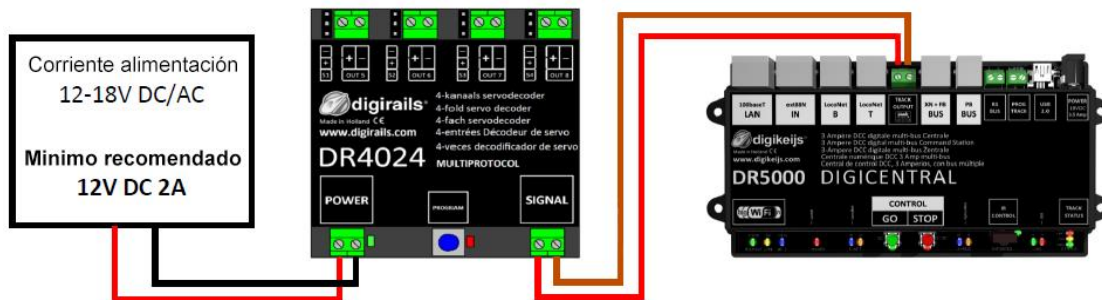 Corriente alimentación
12-18V DC/AC
Minimo recomendado
12V DC 2A
S1
OUT 5
S2
OUT 6
S3
OUT 7
S4
OUT 8
digirails®
Made in Holland CE
www.digirails.com
DR4024
4-kanaals servodecoder
4-fold servo decoder
4-fach servodecoder
4-entrées Décodeur de servo
4-veces decodificador de servo
MULTIPROTOCOL
POWER
PROGRAM
SIGNAL
100baseT
LAN
IN
LocoNet
B
LocoNet
T
TRACK
OUTPUT
XN + PB
BUS
PB
BUS
RS
BUS
PROG
TRACK
USB
2.0
POWER
digikeijs®
www.digikeijs.com
DR5000
3 Ampère DCC digitale multi-bus Centrale
3 Ampere DCC digital multi-bus Command Station
3 Ampere DCC digitale multi-bus Zentrale
Centrale numérique DCC 3 Amp multi-bus
Central de control DCC, 3 Amperios, con bus múltiple
DIGICENTRAL
WiFi
CONTROL
GO
STOP
CONTROL
TRACK
STATUS